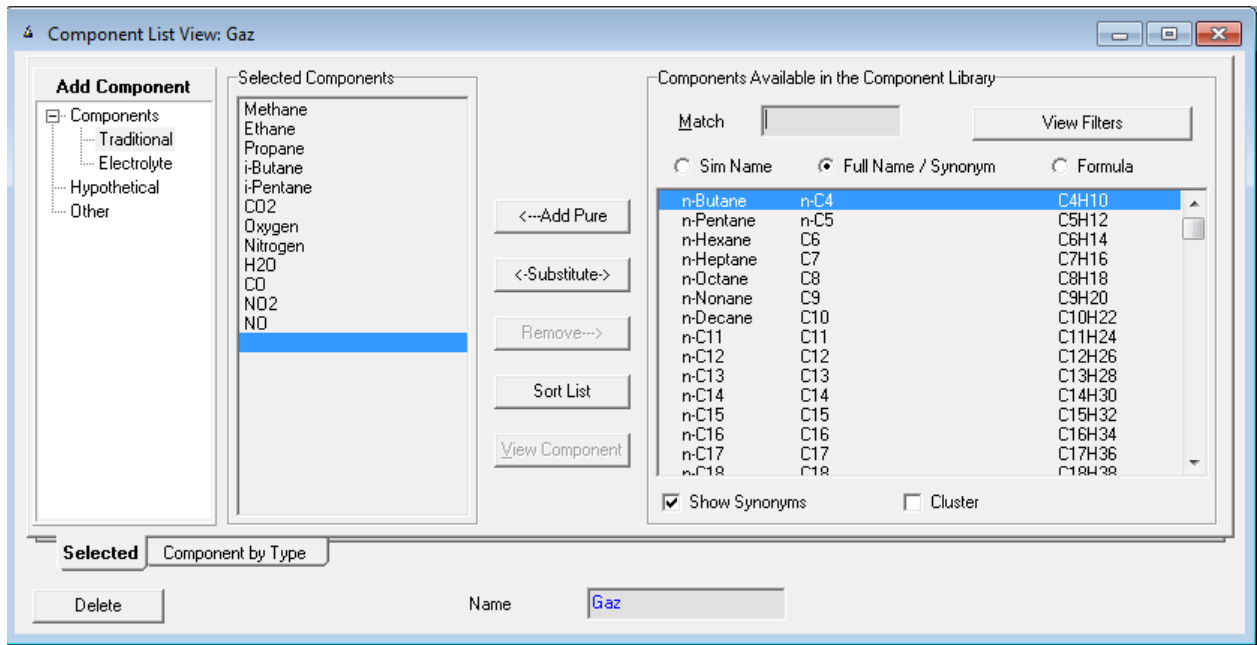 Component List View: Gaz
Add Component
Components
Traditional
Electrolyte
Hypothetical
Other
Selected Components
Methane
Ethane
Propane
i-Butane
i-Pentane
CO2
Oxygen
Nitrogen
H2O
CO
NO2
NO
<---Add Pure
<-Substitute->
Remove--->
Sort List
View Component
Components Available in the Component Library
Match
View Filters
Sim Name Full Name / Synonym Formula
n-Butane n-C4 C4H10
n-Pentane n-C5 C5H12
n-Hexane C6 C6H14
n-Heptane C7 C7H16
n-Octane C8 C8H18
n-Nonane C9 C9H20
n-Decane C10 C10H22
n-C11 C11 C11H24
n-C12 C12 C12H26
n-C13 C13 C13H28
n-C14 C14 C14H30
n-C15 C15 C15H32
n-C16 C16 C16H34
n-C17 C17 C17H36
n-C18 C18 C18H38
Show Synonyms Cluster
Selected Component by Type
Delete Name Gaz